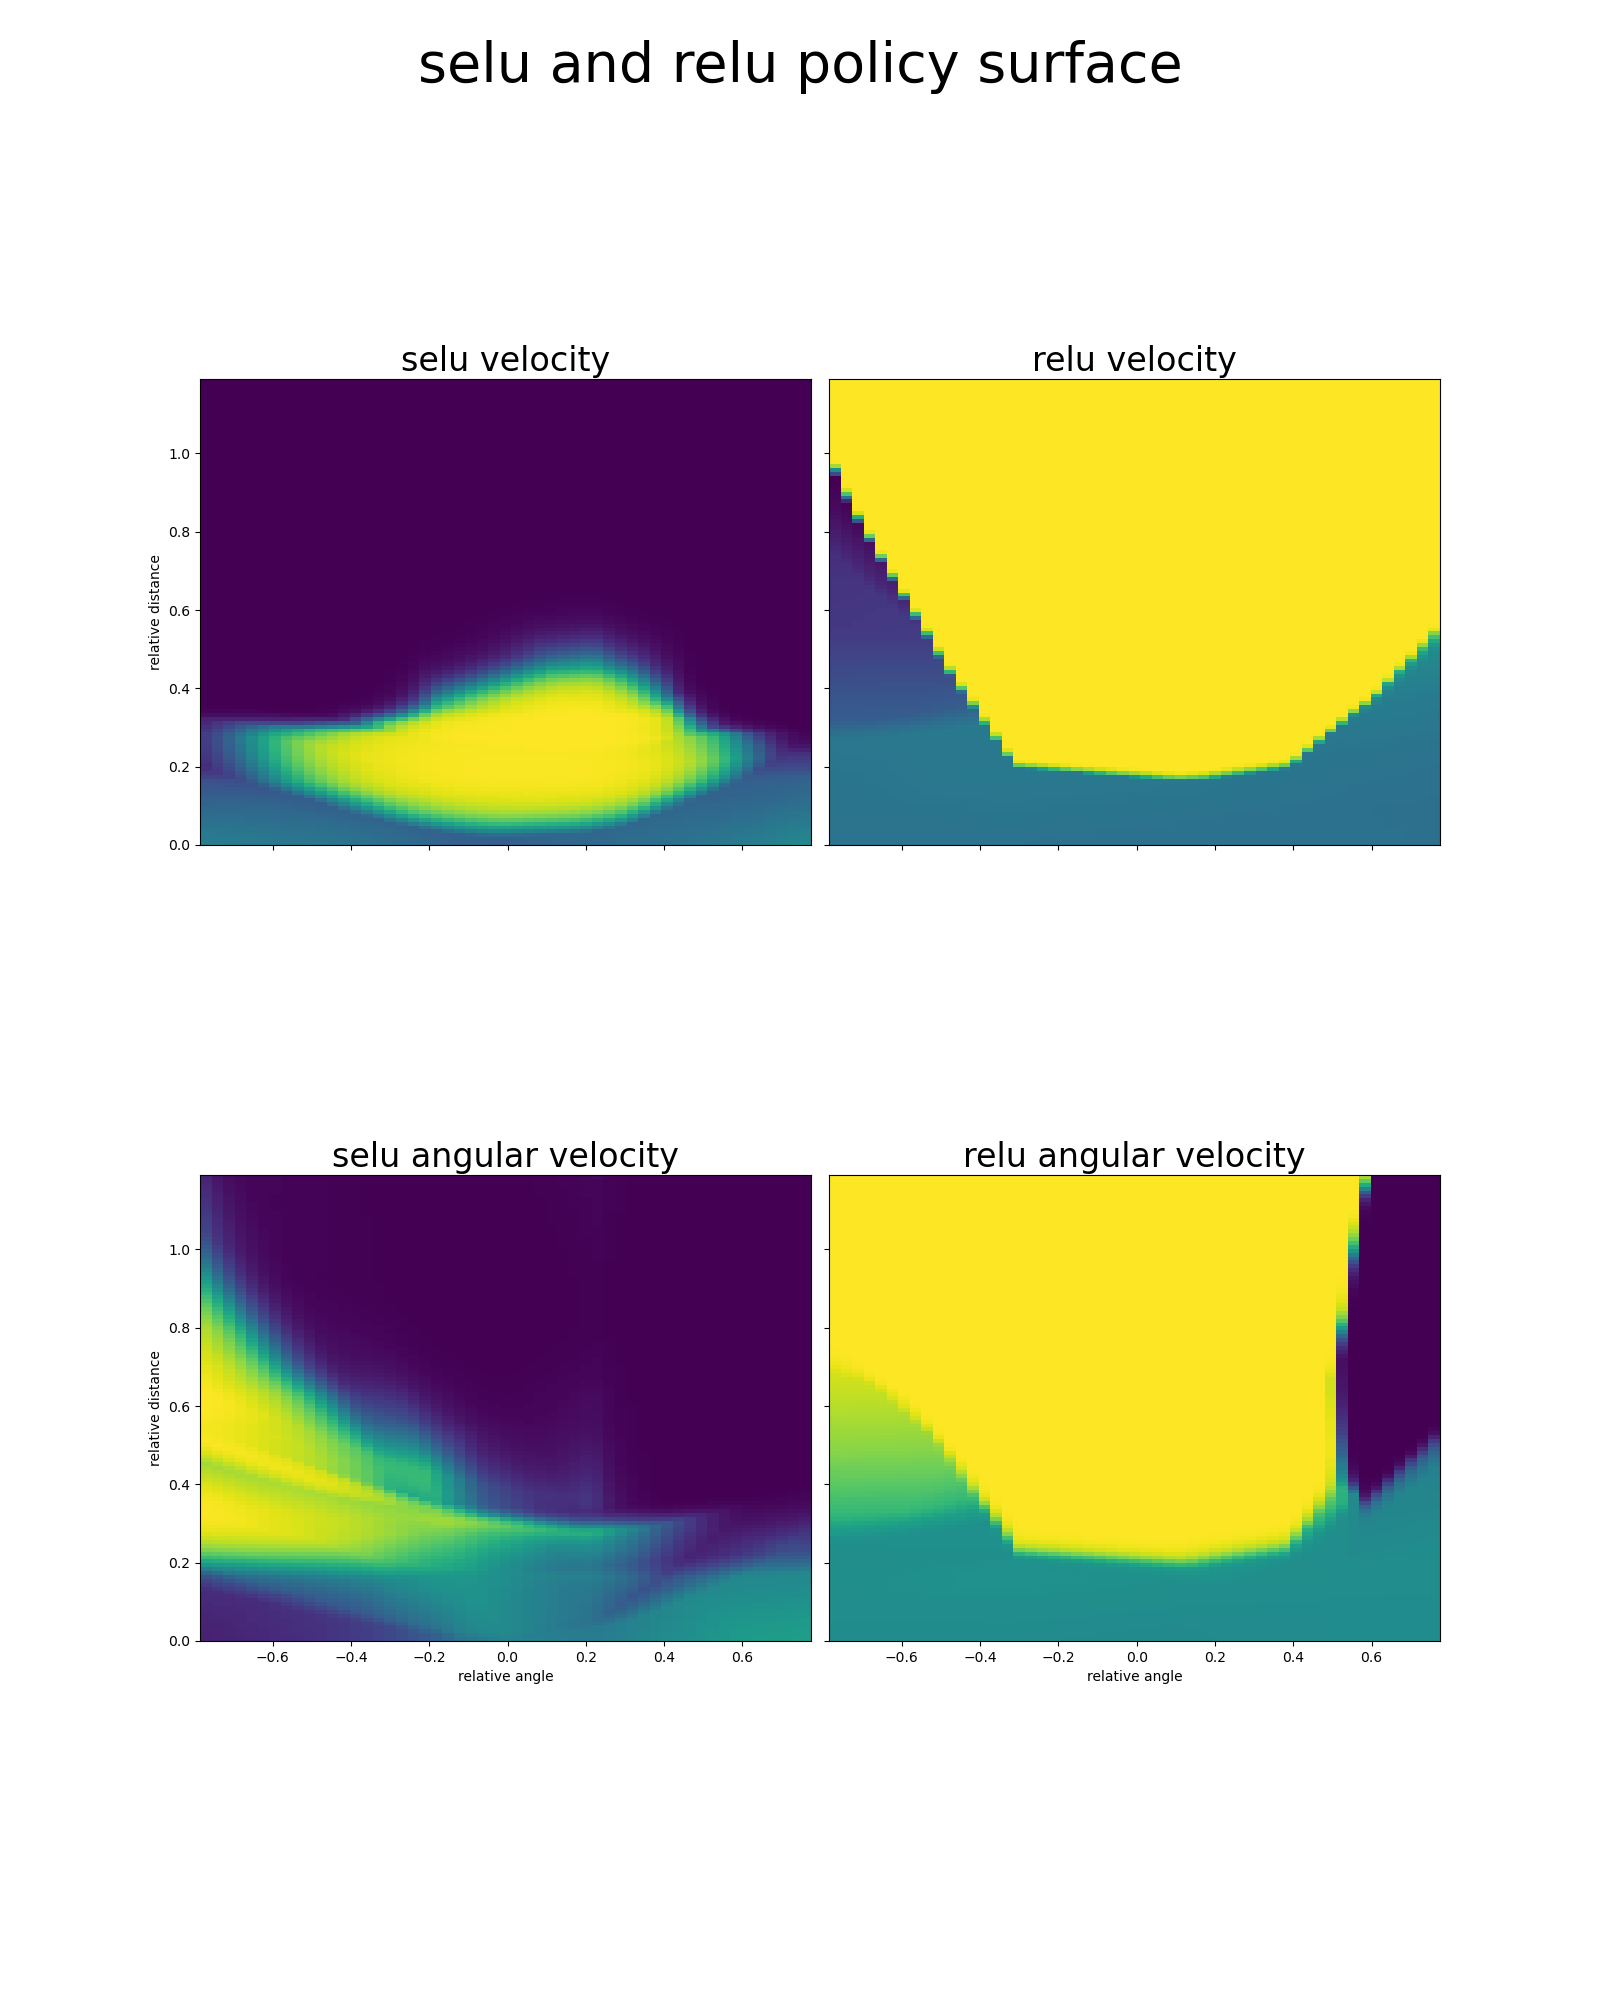 selu and relu policy surface
selu velocity
relu velocity
1.0
0.8
0.6
0.4
0.2
0.0
relative distance
selu angular velocity
relu angular velocity
1.0
0.8
0.6
0.4
0.2
0.0
relative distance
−0.6 −0.4 −0.2 0.0 0.2 0.4 0.6
relative angle
−0.6 −0.4 −0.2 0.0 0.2 0.4 0.6
relative angle